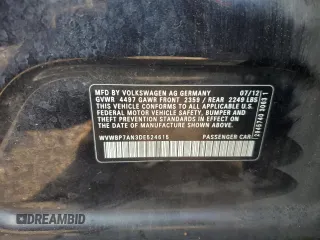 MFD BY VOLKSWAGEN AG GERMANY 07/12
GVWR 4497 GAWR FRONT 2359 / REAR 2249 LBS
THIS VEHICLE CONFORMS TO ALL APPLICABLE U.S.
FEDERAL MOTOR VEHICLE SAFETY, BUMPER, AND
THEFT PREVENTION STANDARDS IN EFFECT ON THE
DATE OF MANUFACTURE SHOWN ABOVE.
WVWBP7AN3DE524615 PASSENGER CAR
DREAMBID